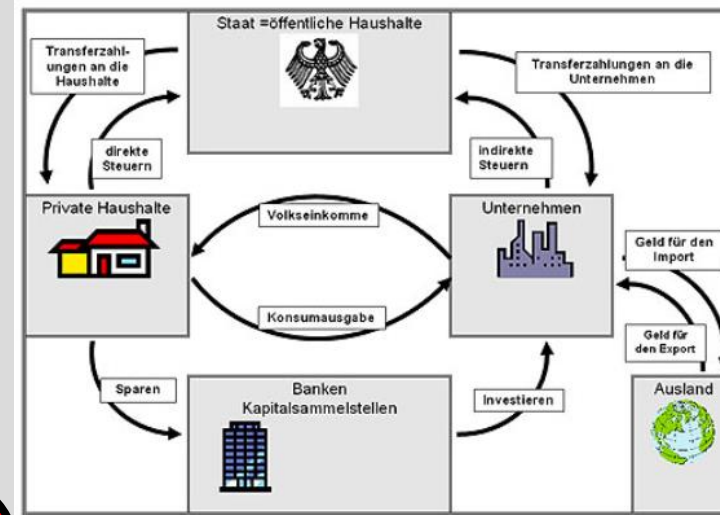 Staat =öffentliche Haushalte
Transferzahl-
ungen an die
Haushalte
Transferzahlungen an die
Unternehmen
direkte
Steuern
indirekte
Steuern
Private Haushalte
Volkseinkomme
Unternehmen
Geld für den
Import
Konsumausgabe
Geld für
den Export
Sparen
Banken
Kapitalsammelstellen
Investieren
Ausland